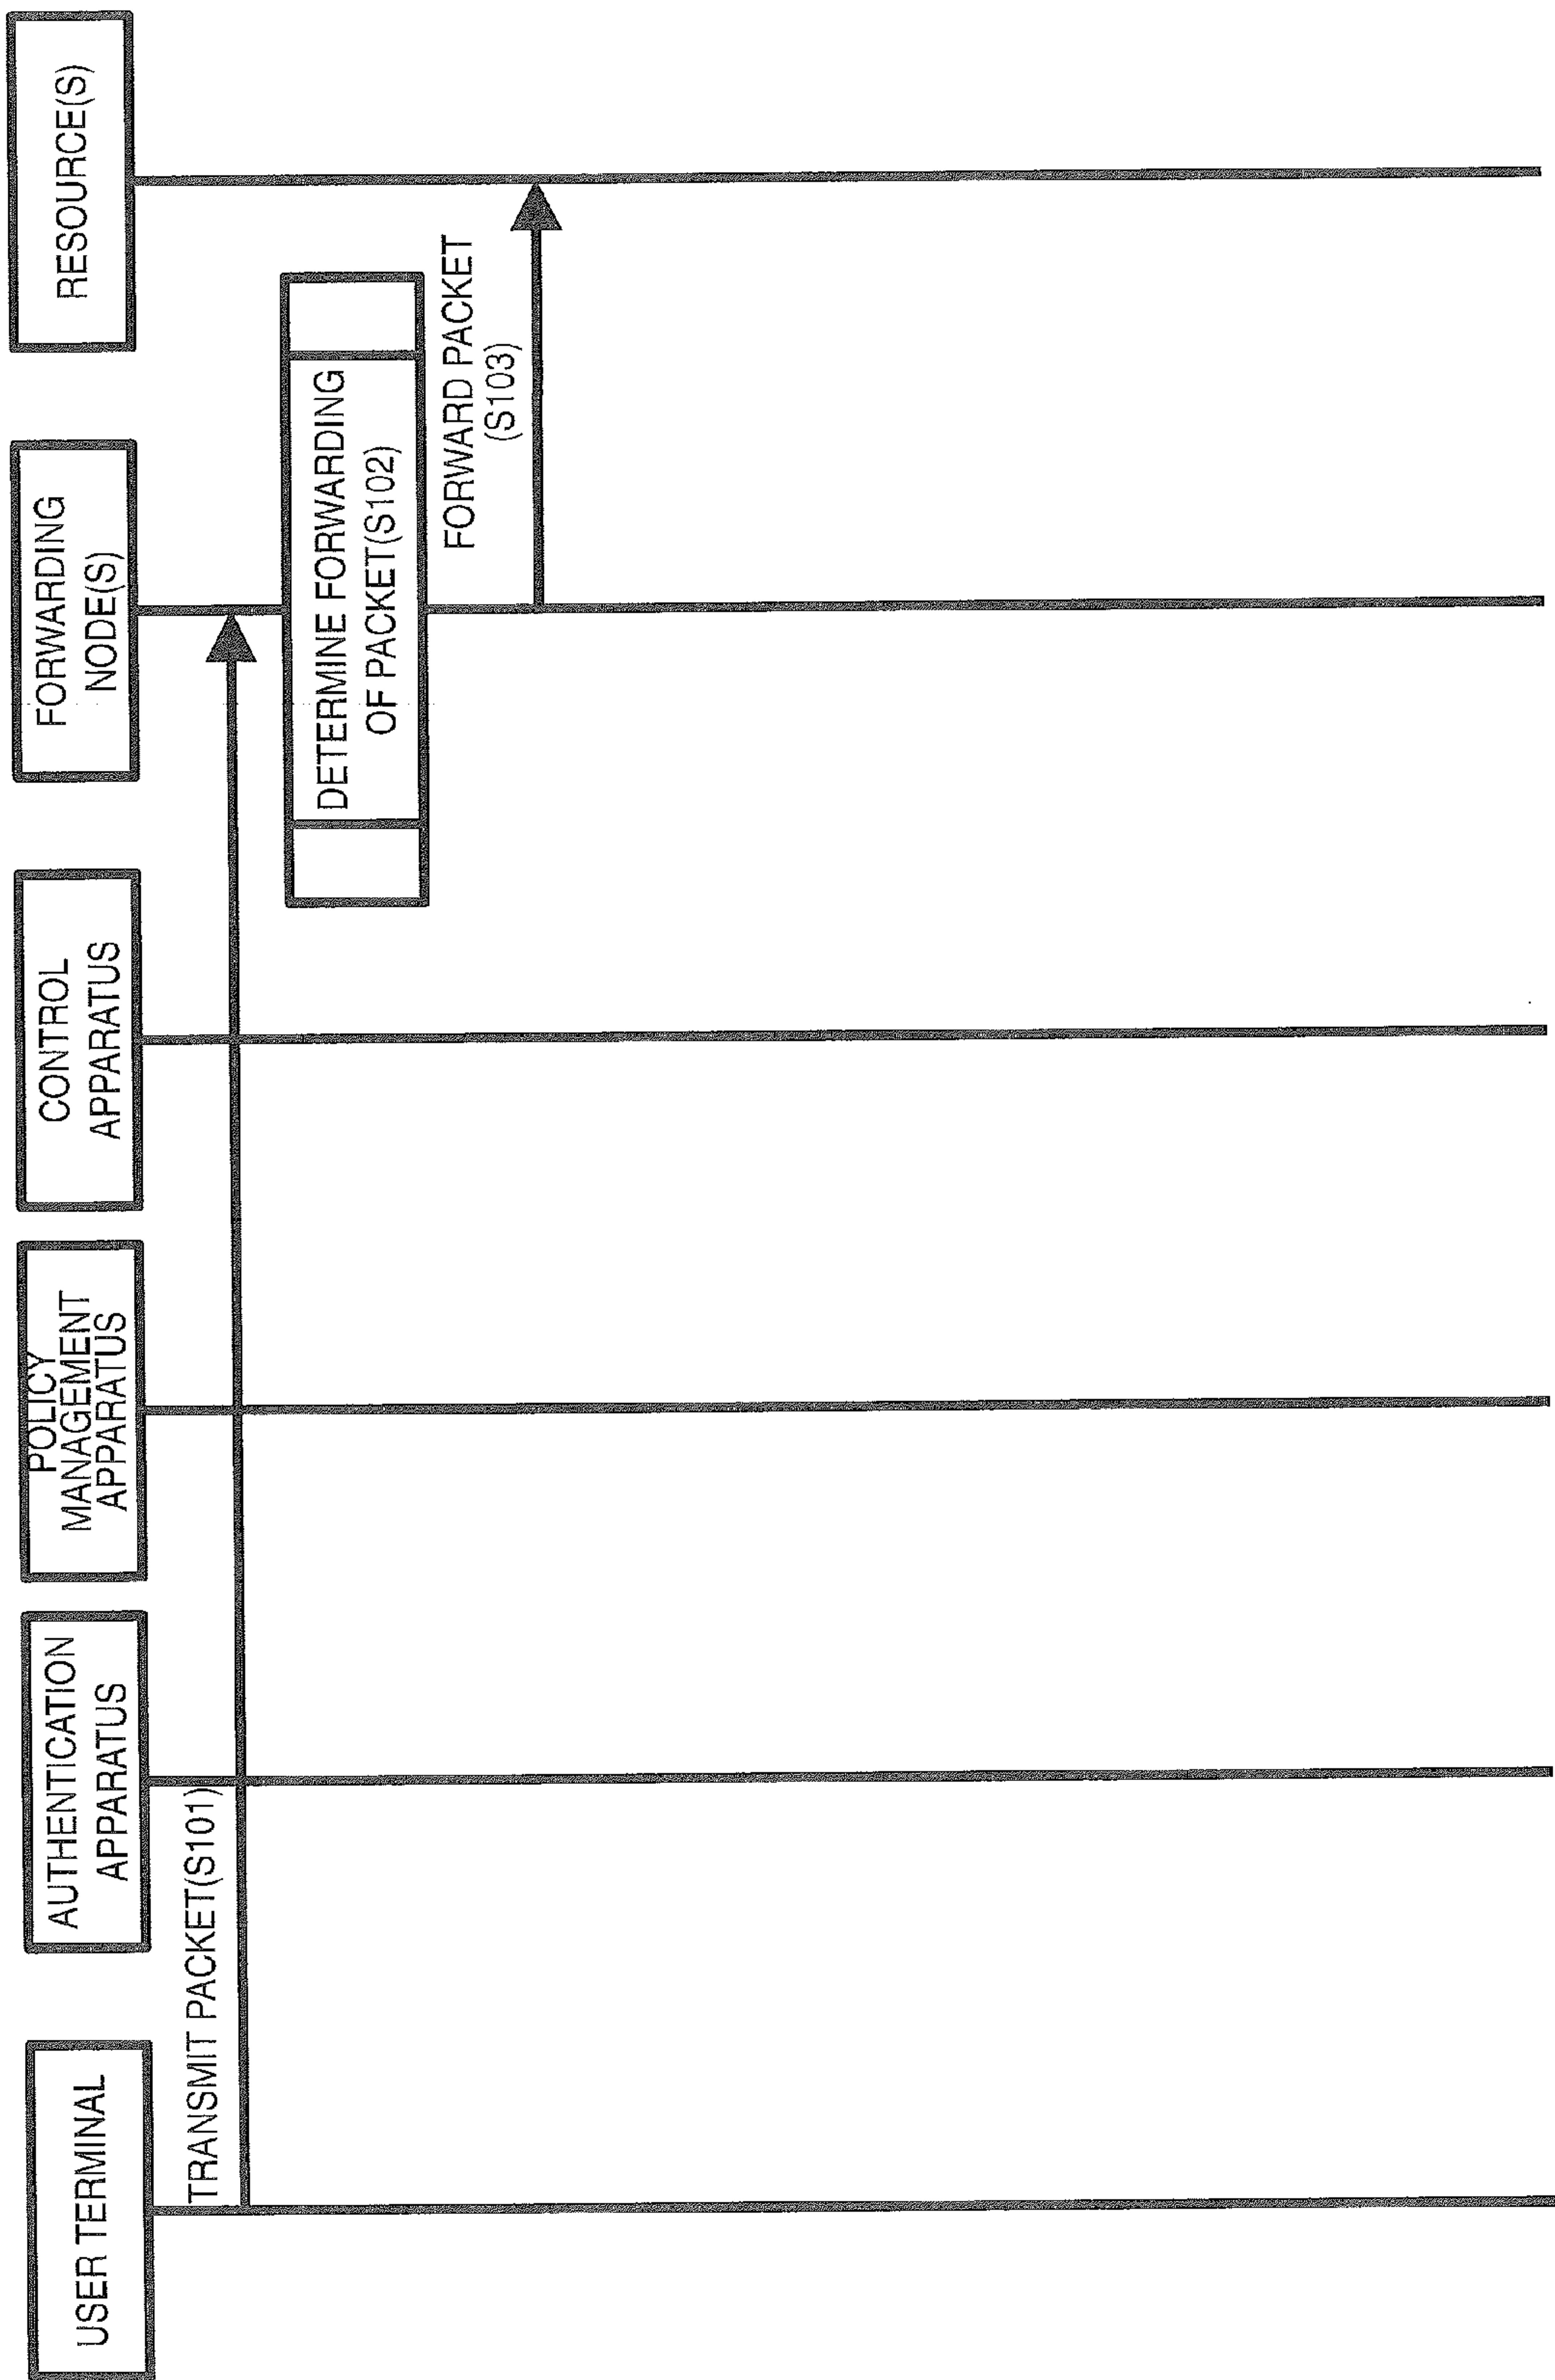 USER TERMINAL
AUTHENTICATION
APPARATUS
POLICY
MANAGEMENT
APPARATUS
CONTROL
APPARATUS
FORWARDING
NODE(S)
RESOURCE(S)
TRANSMIT PACKET(S101)
DETERMINE FORWARDING
OF PACKET(S102)
FORWARD PACKET
(S103)